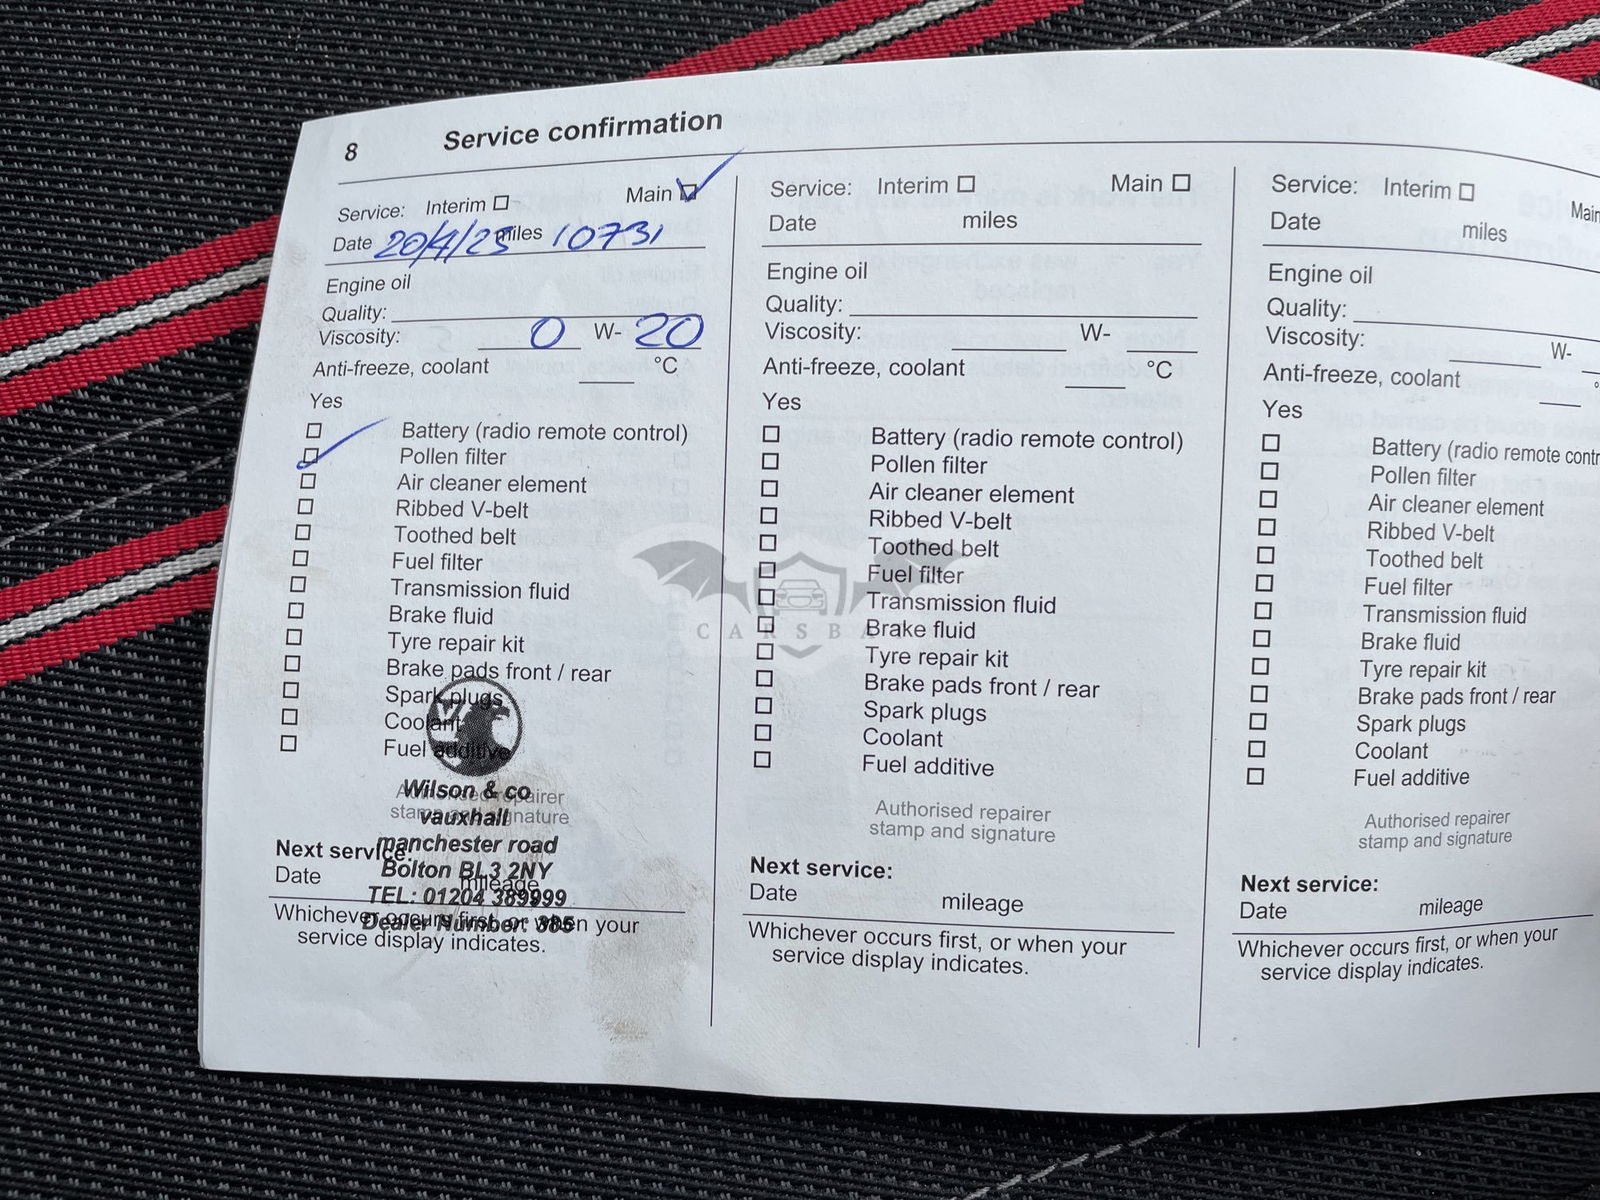 8 Service confirmation
Service: Interim Main
Date 20/4/23 miles 10731
Engine oil
Quality:
Viscosity: 0 W- 20
Anti-freeze, coolant °C
Yes
Battery (radio remote control)
Pollen filter
Air cleaner element
Ribbed V-belt
Toothed belt
Fuel filter
Transmission fluid
Brake fluid
Tyre repair kit
Brake pads front / rear
Spark plugs
Coolant
Fuel additive
Authorised repairer
stamp and signature
Wilson & co
vauxhall
manchester road
Bolton BL3 2NY
TEL: 01204 389999
Dealer Number: 385
Next service:
Date mileage
Whichever occurs first, or when your
service display indicates.
Service: Interim Main
Date miles
Engine oil
Quality:
Viscosity: W-
Anti-freeze, coolant °C
Yes
Battery (radio remote control)
Pollen filter
Air cleaner element
Ribbed V-belt
Toothed belt
Fuel filter
Transmission fluid
Brake fluid
Tyre repair kit
Brake pads front / rear
Spark plugs
Coolant
Fuel additive
Authorised repairer
stamp and signature
Next service:
Date mileage
Whichever occurs first, or when your
service display indicates.
Service: Interim Main
Date miles
Engine oil
Quality:
Viscosity: W-
Anti-freeze, coolant °
Yes
Battery (radio remote contr
Pollen filter
Air cleaner element
Ribbed V-belt
Toothed belt
Fuel filter
Transmission fluid
Brake fluid
Tyre repair kit
Brake pads front / rear
Spark plugs
Coolant
Fuel additive
Authorised repairer
stamp and signature
Next service:
Date mileage
Whichever occurs first, or when your
service display indicates.
CARSBA